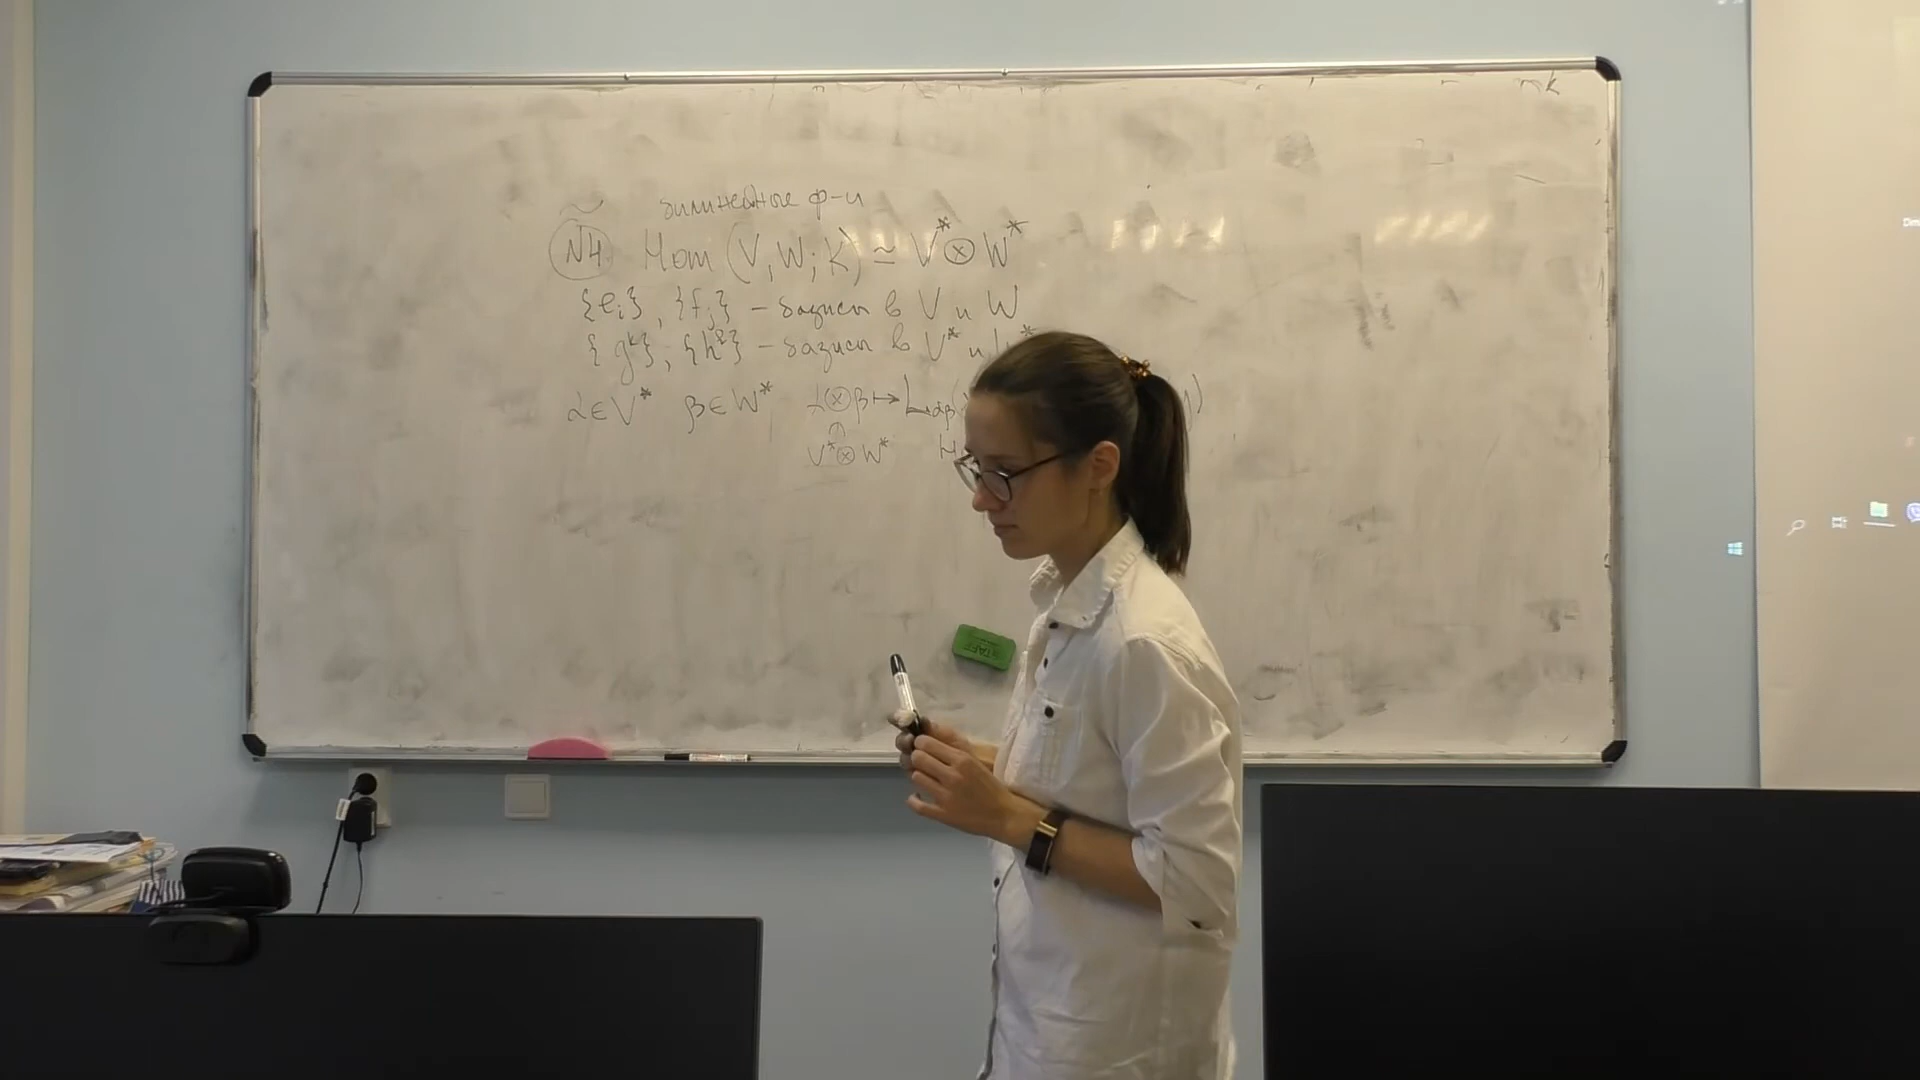 билинейные ф-и
№4 Hom (V, W; K) ≃ V* ⊗ W*
{e_i}, {f_j} – базисы в V и W
{g^k}, {h^l} – базисы в V* и
α ∈ V* β ∈ W* α ⊗ β ↦ L_αβ(
V* ⊗ W*